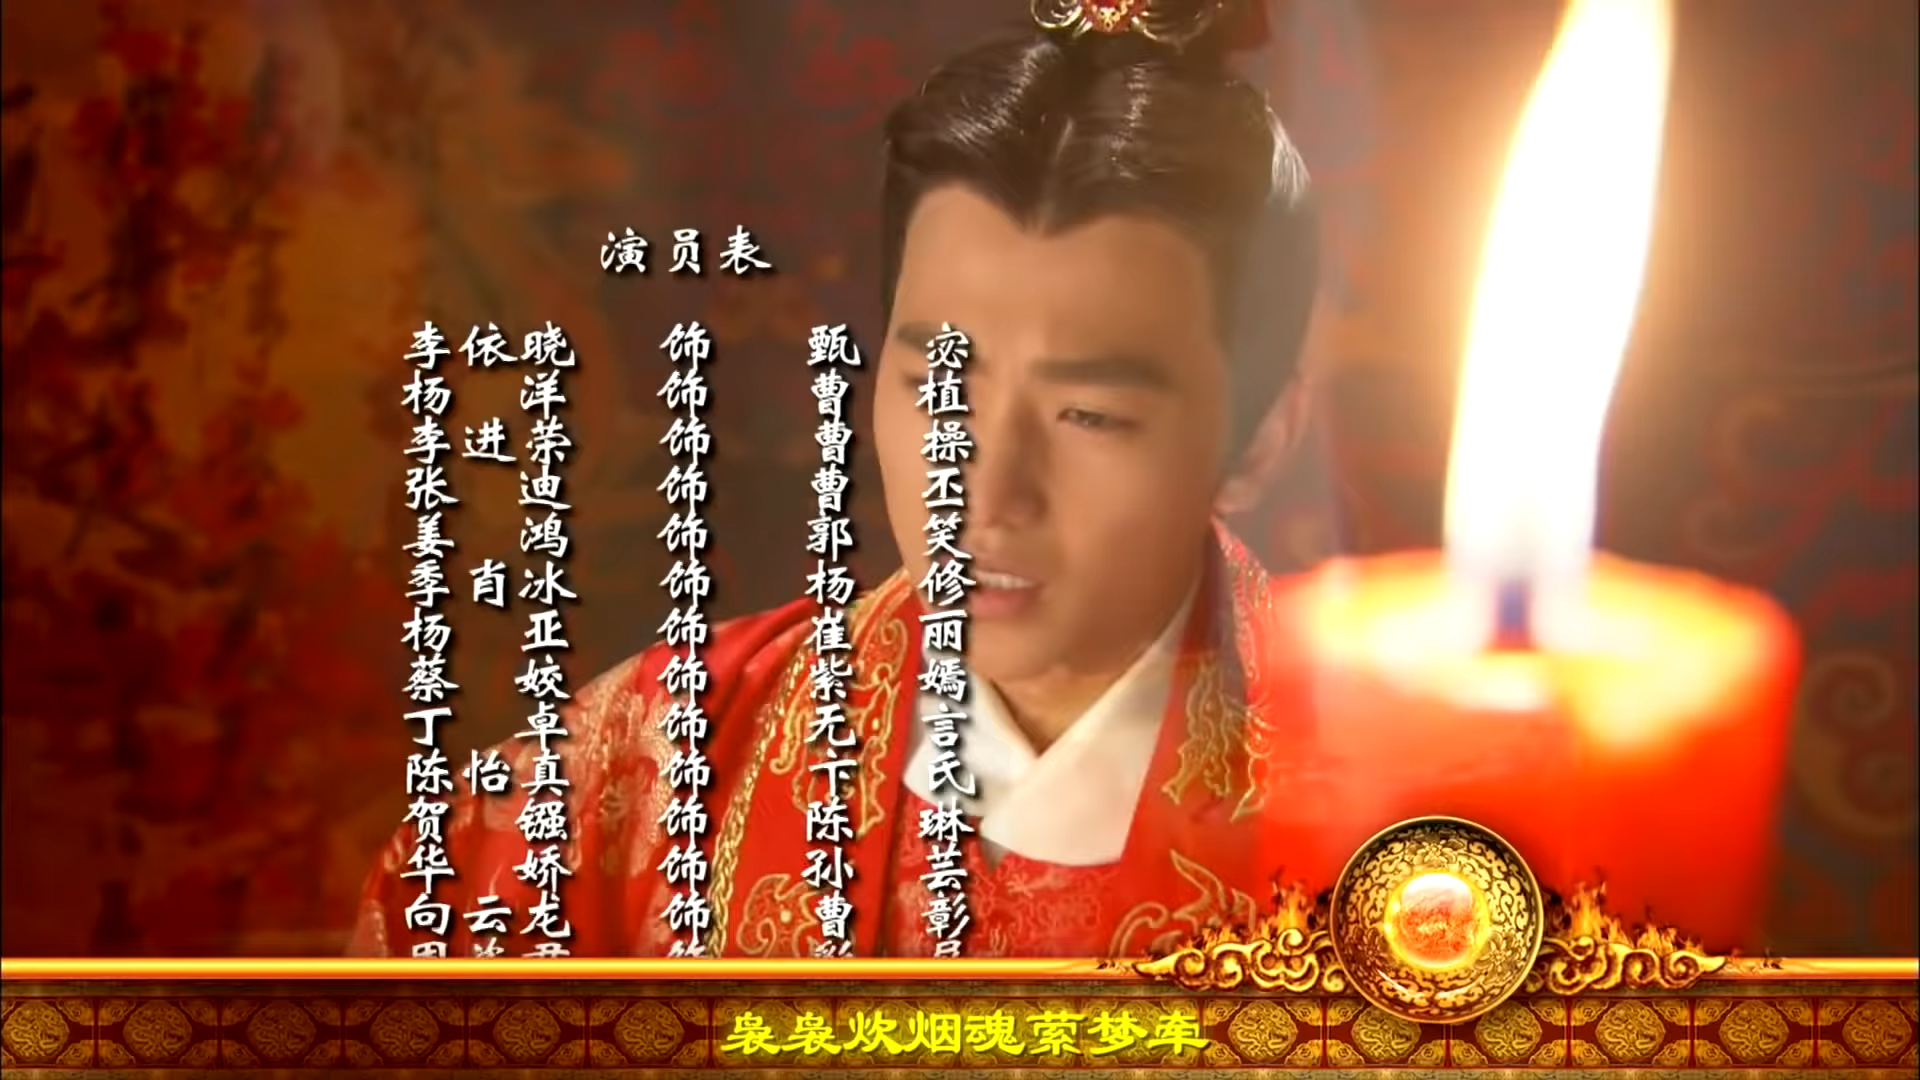 演员表
李依晓 饰 甄宓
杨洋 饰 曹植
李进荣 饰 曹操
张迪 饰 曹丕
姜鸿 饰 郭笑
季肖冰 饰 杨修
杨亚 饰 崔丽
蔡姣 饰 紫嫣
丁卓 饰 无言
陈怡真 饰 卞氏
贺镪 饰 陈琳
华娇 饰 孙芸
向云龙 饰 曹彰
袅袅炊烟魂萦梦牵